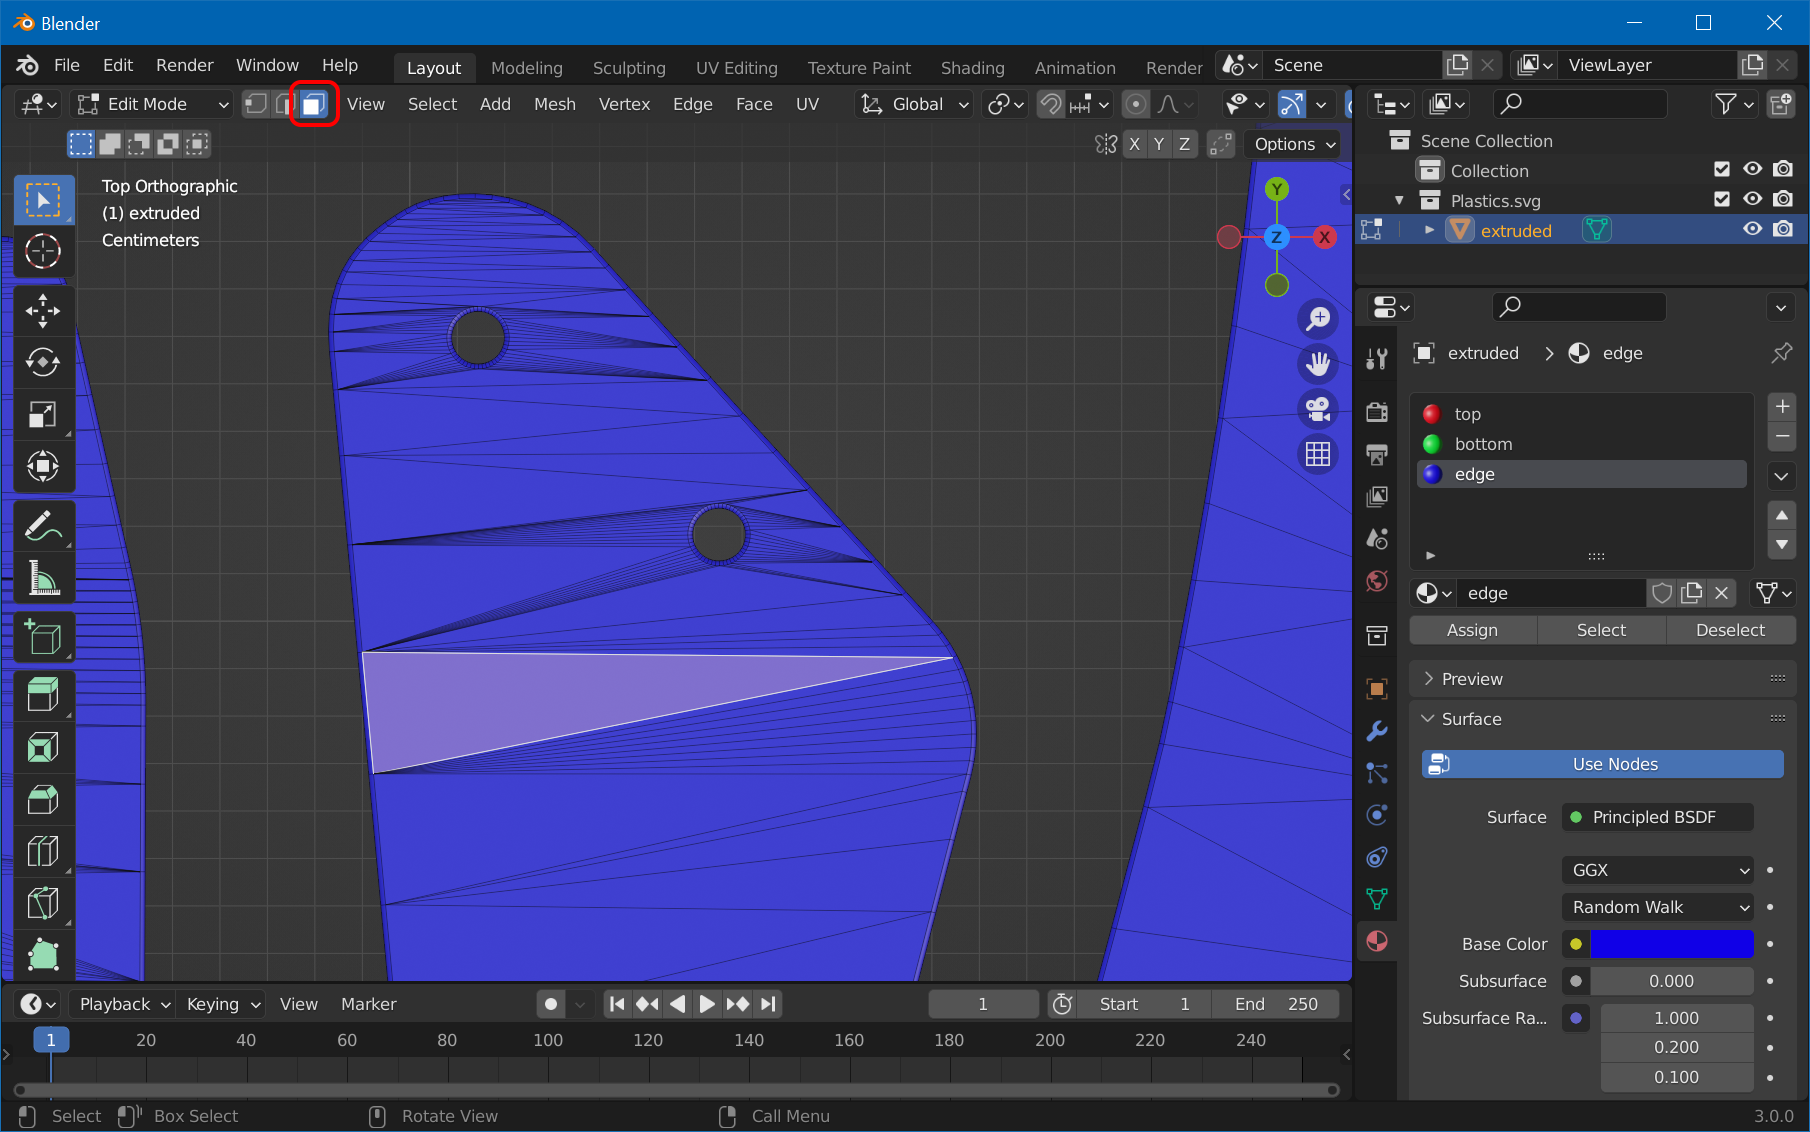 Blender
File Edit Render Window Help Layout Modeling Sculpting UV Editing Texture Paint Shading Animation Render Scene ViewLayer
Edit Mode View Select Add Mesh Vertex Edge Face UV Global
X Y Z Options
Top Orthographic
(1) extruded
Centimeters
Y
Z X
Scene Collection
Collection
Plastics.svg
extruded
extruded > edge
top
bottom
edge
edge
Assign Select Deselect
Preview
Surface
Use Nodes
Surface Principled BSDF
GGX
Random Walk
Base Color
Subsurface 0.000
Subsurface Ra... 1.000
0.200
0.100
Playback Keying View Marker 1 Start 1 End 250
1 20 40 60 80 100 120 140 160 180 200 220 240
Select Box Select Rotate View Call Menu 3.0.0